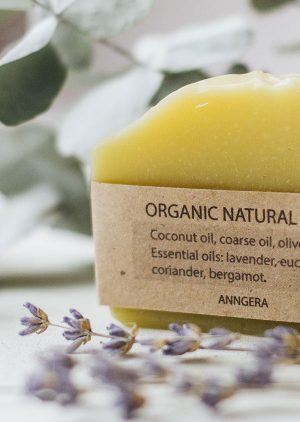 ORGANIC NATURAL
Coconut oil, coarse oil, olive
Essential oils: lavender, euc
coriander, bergamot.
ANNGERA